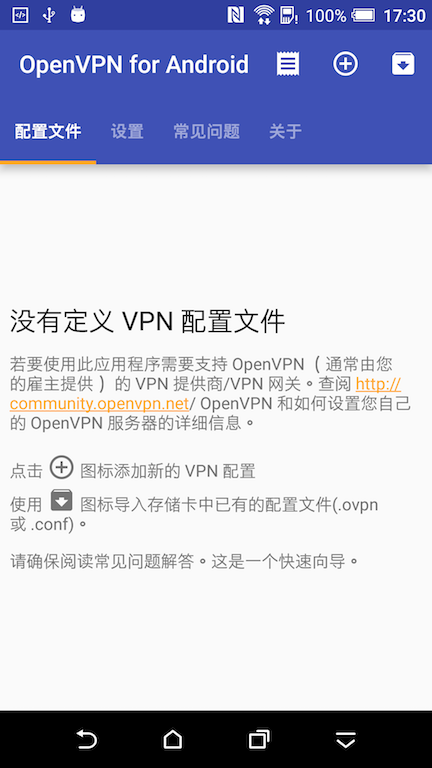 100% 17:30
OpenVPN for Android
配置文件 设置 常见问题 关于
没有定义 VPN 配置文件
若要使用此应用程序需要支持 OpenVPN （通常由您
的雇主提供 ）的 VPN 提供商/VPN 网关。查阅 http://
community.openvpn.net/ OpenVPN 和如何设置您自己
的 OpenVPN 服务器的详细信息。
点击 图标添加新的 VPN 配置
使用 图标导入存储卡中已有的配置文件(.ovpn
或 .conf)。
请确保阅读常见问题解答。这是一个快速向导。